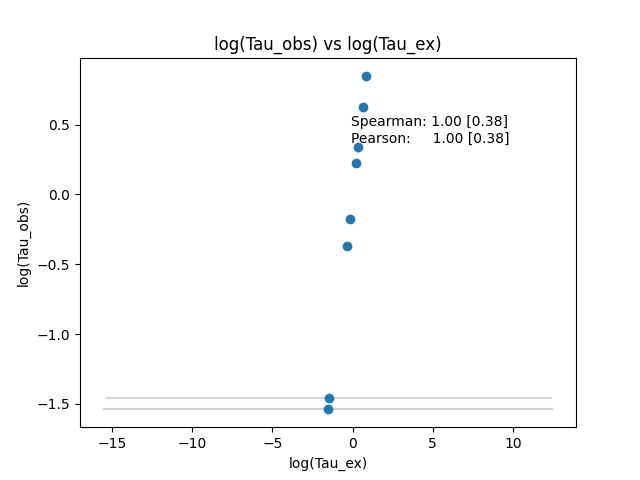 log(Tau_obs) vs log(Tau_ex)
Spearman: 1.00 [0.38]
Pearson: 1.00 [0.38]
log(Tau_obs)
0.5
0.0
−0.5
−1.0
−1.5
−15
−10
−5
0
5
10
log(Tau_ex)